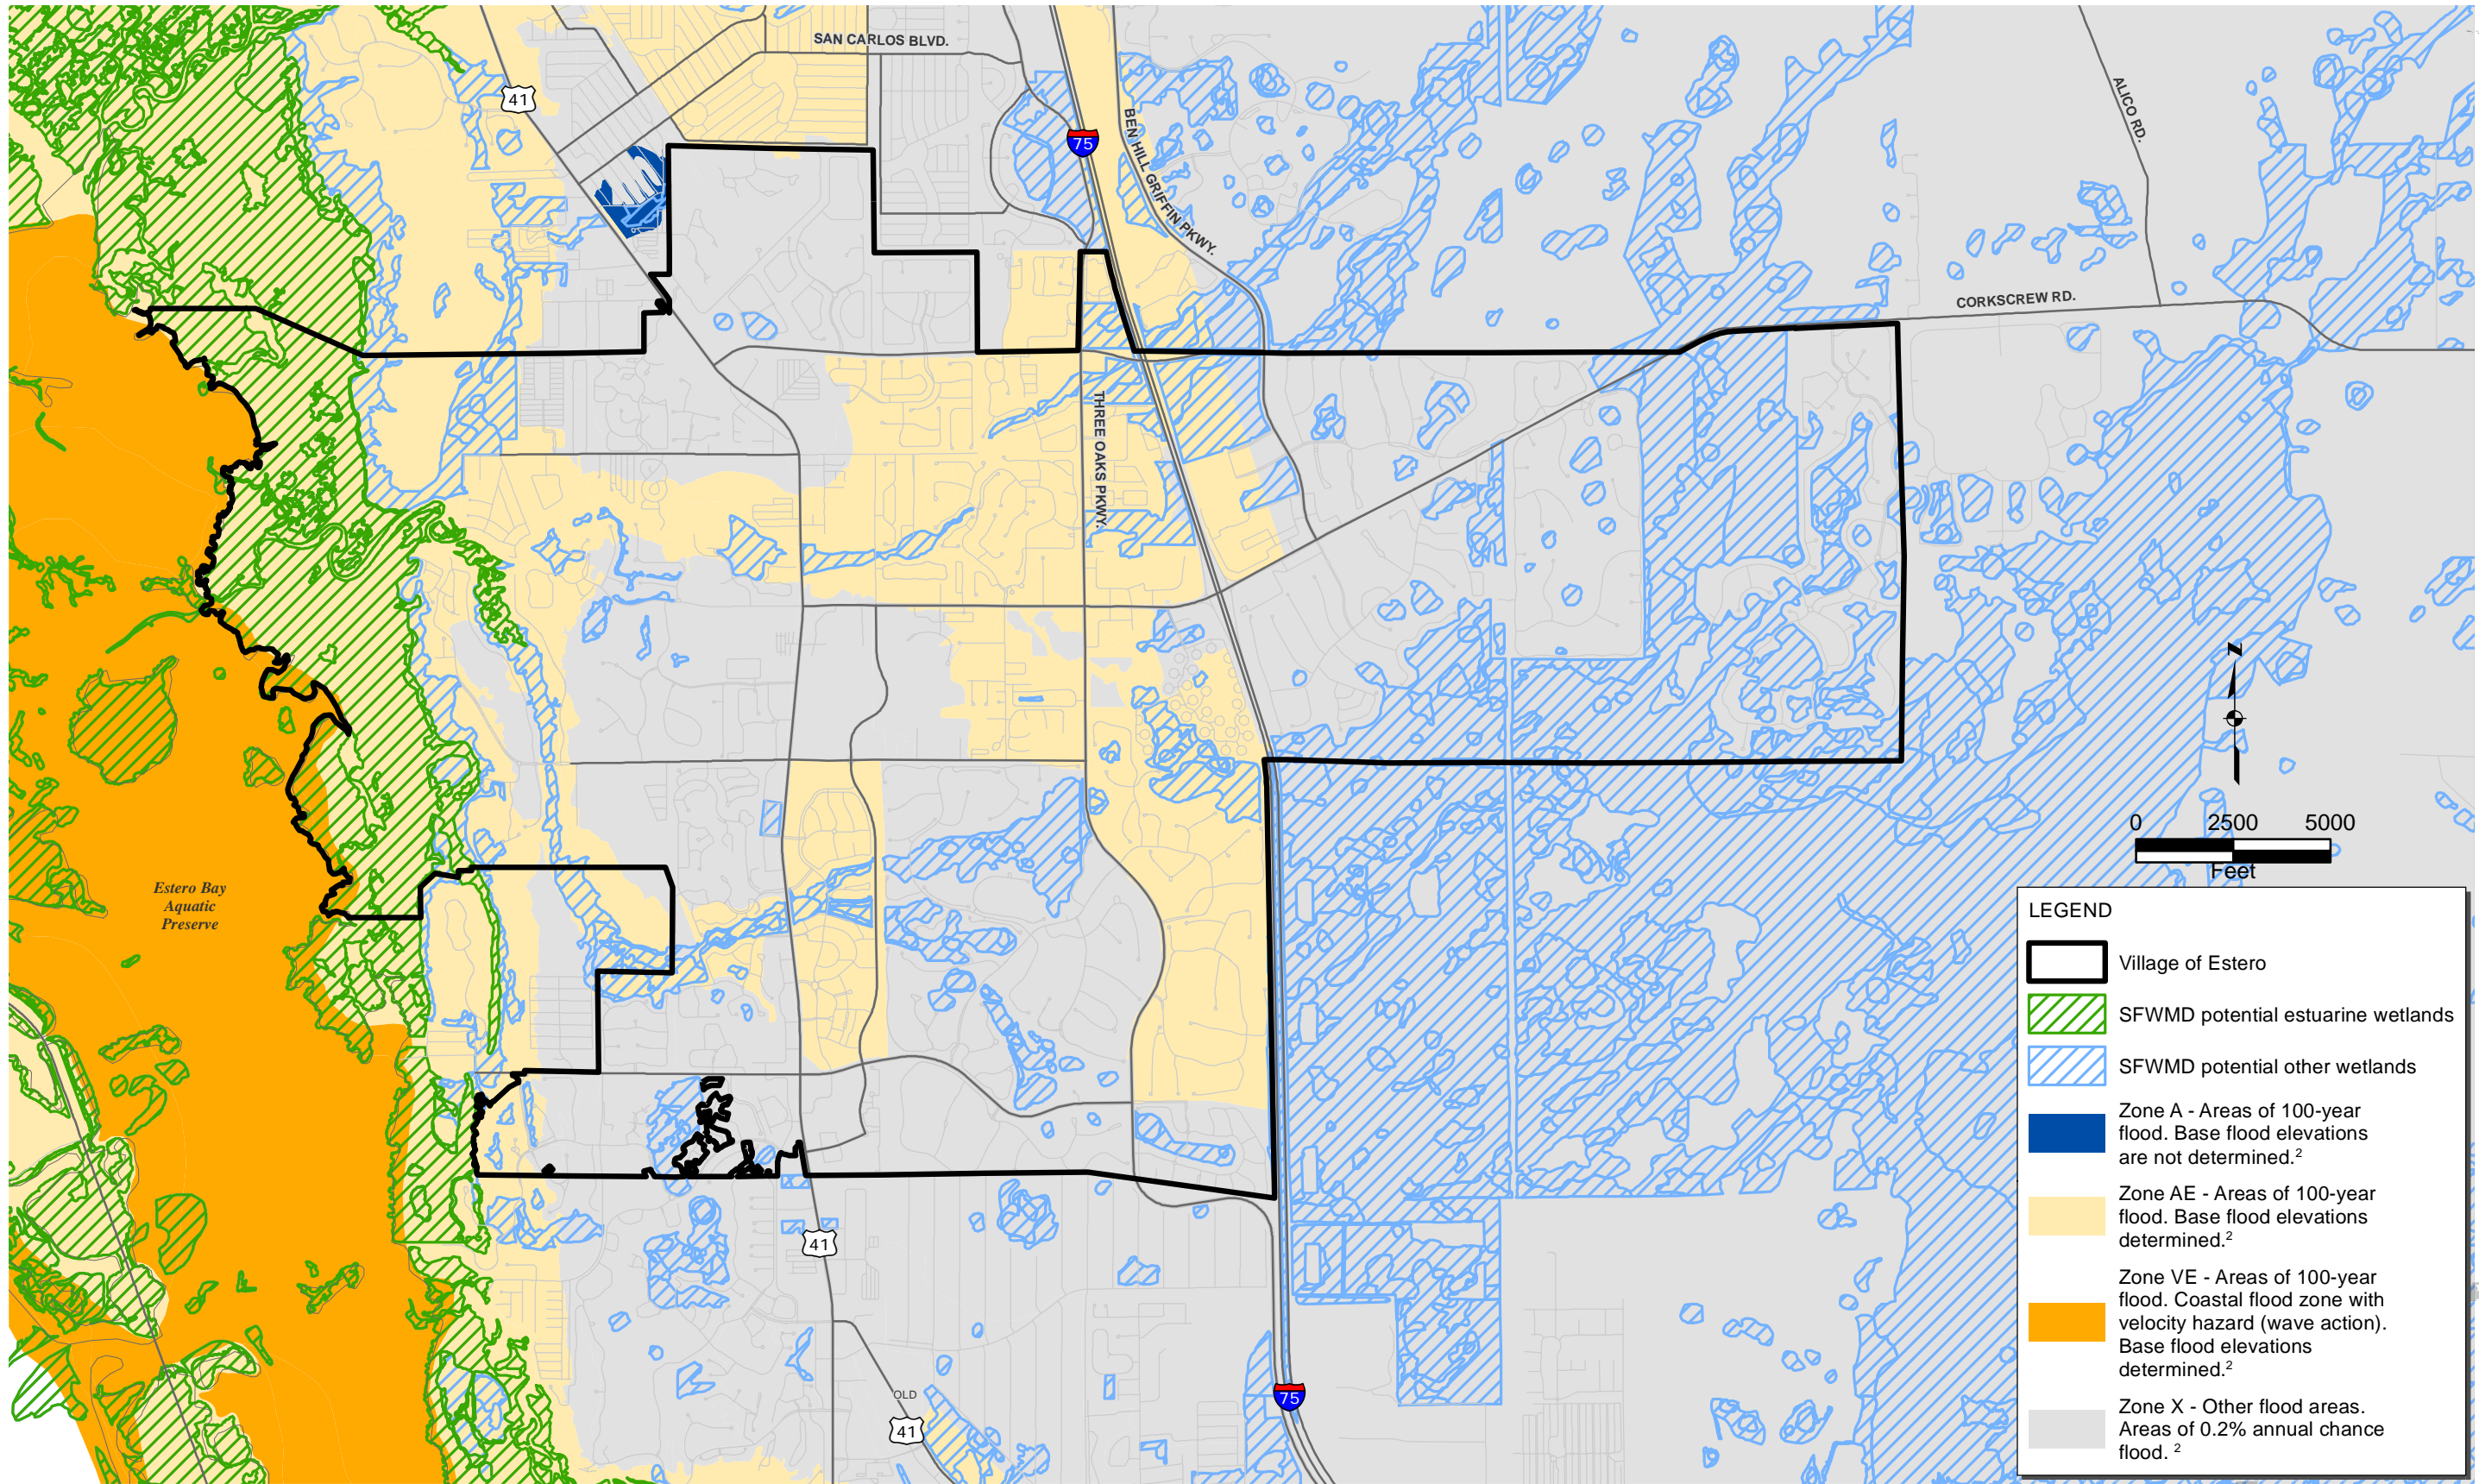 SAN CARLOS BLVD.
41
75
BEN HILL GRIFFIN PKWY.
ALICO RD.
CORKSCREW RD.
THREE OAKS PKWY.
N
0 2500 5000
Feet
Estero Bay
Aquatic
Preserve
LEGEND
Village of Estero
SFWMD potential estuarine wetlands
SFWMD potential other wetlands
Zone A - Areas of 100-year
flood. Base flood elevations
are not determined.²
Zone AE - Areas of 100-year
flood. Base flood elevations
determined.²
Zone VE - Areas of 100-year
flood. Coastal flood zone with
velocity hazard (wave action).
Base flood elevations
determined.²
Zone X - Other flood areas.
Areas of 0.2% annual chance
flood. ²
41
75
OLD
41